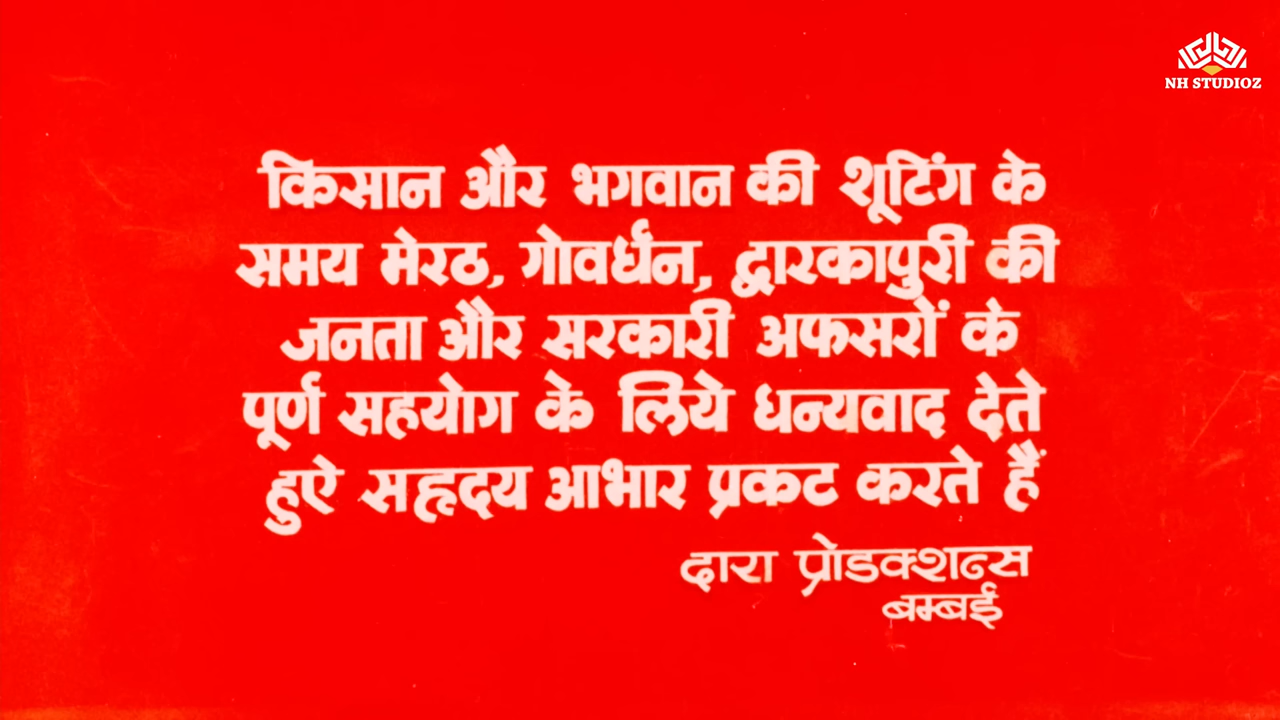 NH STUDIOZ
किसान और भगवान की शूटिंग के
समय मेरठ, गोवर्धन, द्वारकापुरी की
जनता और सरकारी अफसरों के
पूर्ण सहयोग के लिये धन्यवाद देते
हुऐ सहृदय आभार प्रकट करते हैं
दारा प्रोडक्शन्स
बम्बई